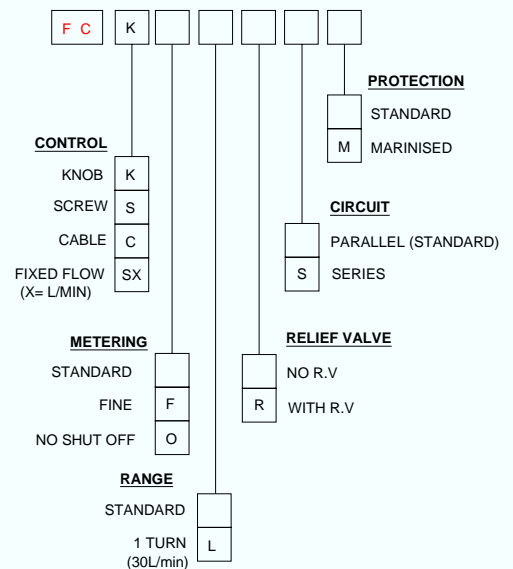 F C K
PROTECTION
STANDARD
M MARINISED
CONTROL
KNOB K
SCREW S
CABLE C
FIXED FLOW SX
(X= L/MIN)
CIRCUIT
PARALLEL (STANDARD)
S SERIES
METERING
STANDARD
FINE F
NO SHUT OFF O
RELIEF VALVE
NO R.V
R WITH R.V
RANGE
STANDARD
1 TURN L
(30L/min)